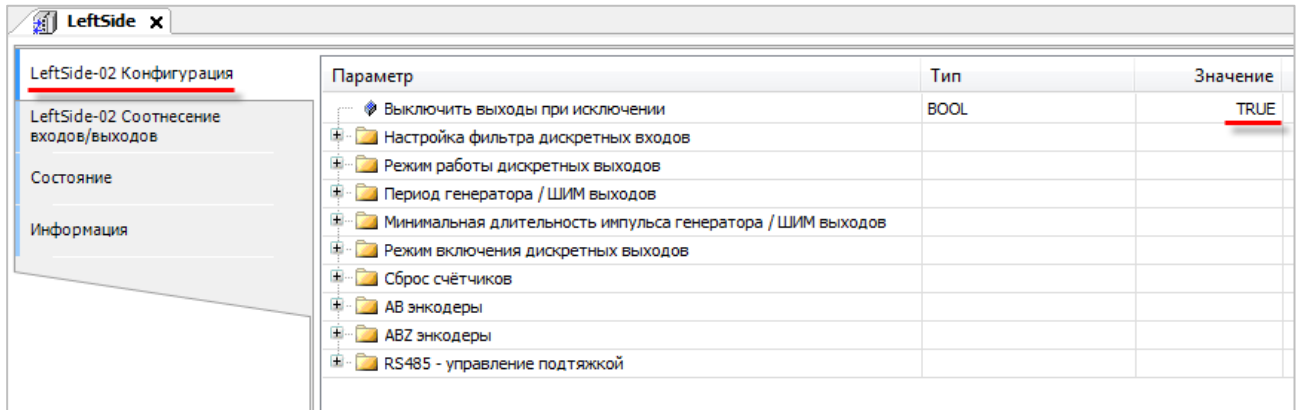 LeftSide x
LeftSide-02 Конфигурация
LeftSide-02 Соотнесение
входов/выходов
Состояние
Информация
Параметр Тип Значение
Выключить выходы при исключении BOOL TRUE
Настройка фильтра дискретных входов
Режим работы дискретных выходов
Период генератора / ШИМ выходов
Минимальная длительность импульса генератора / ШИМ выходов
Режим включения дискретных выходов
Сброс счётчиков
AB энкодеры
ABZ энкодеры
RS485 - управление подтяжкой